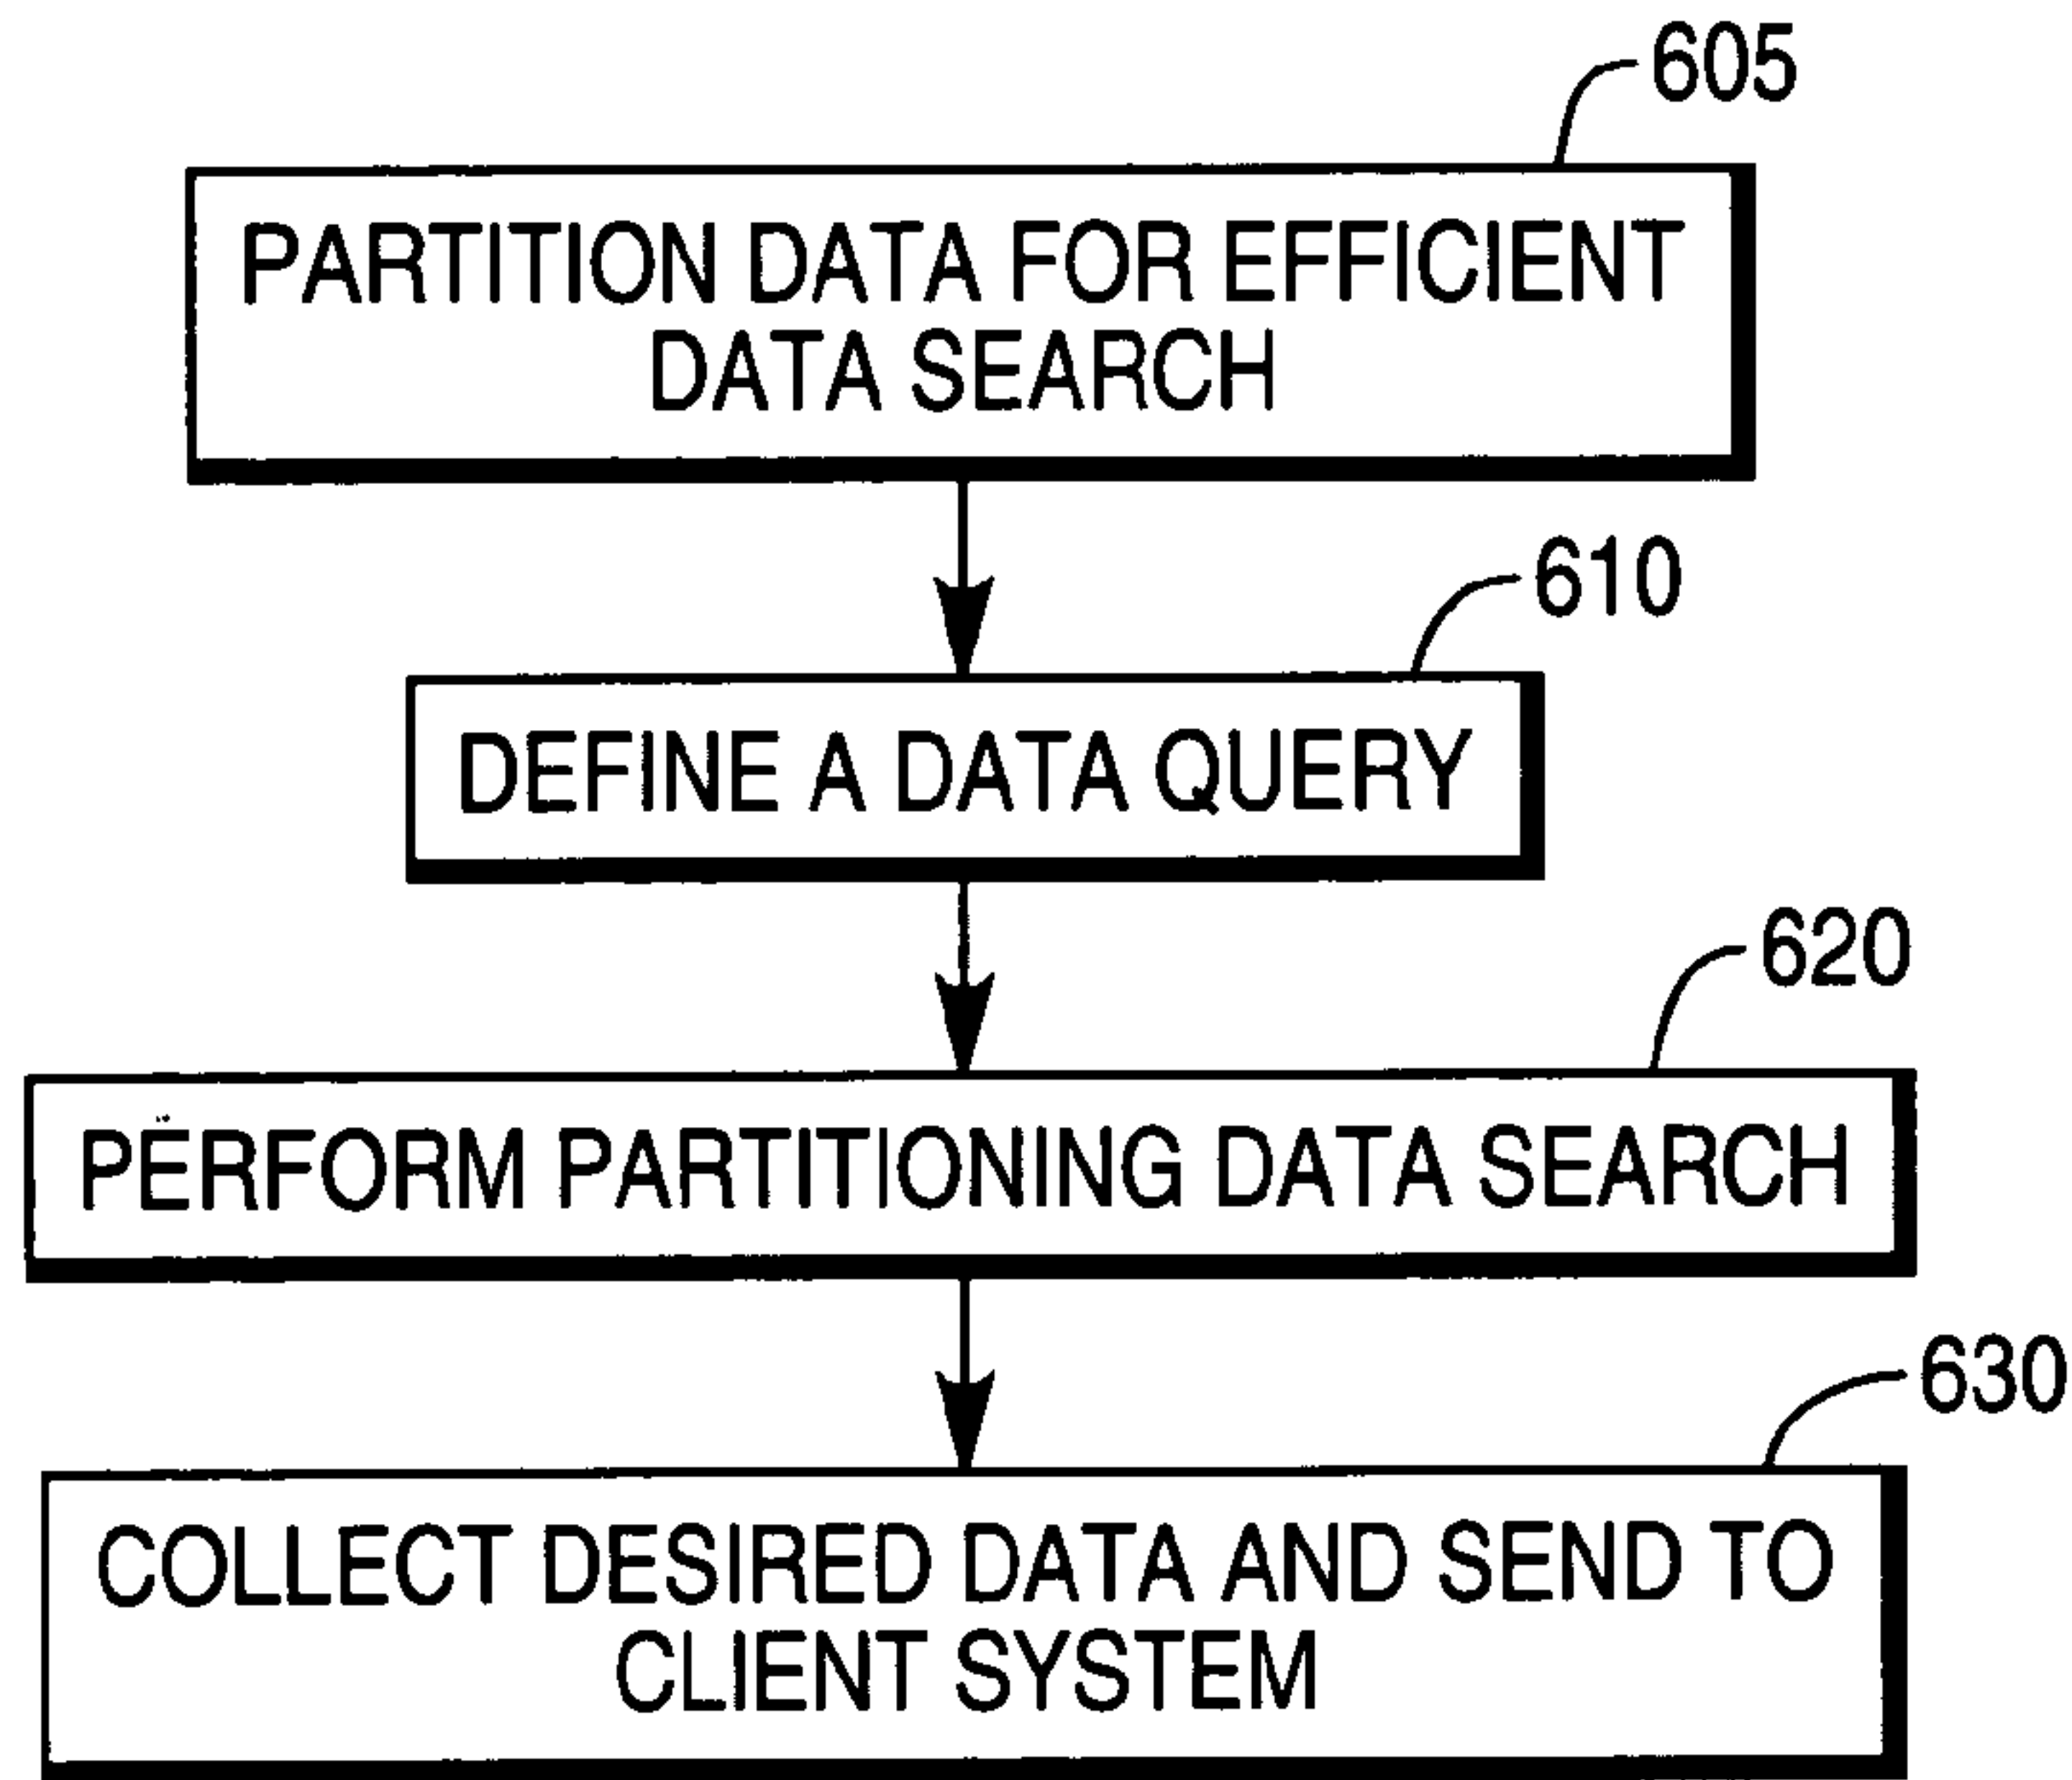 605
PARTITION DATA FOR EFFICIENT
DATA SEARCH
610
DEFINE A DATA QUERY
620
PERFORM PARTITIONING DATA SEARCH
630
COLLECT DESIRED DATA AND SEND TO
CLIENT SYSTEM